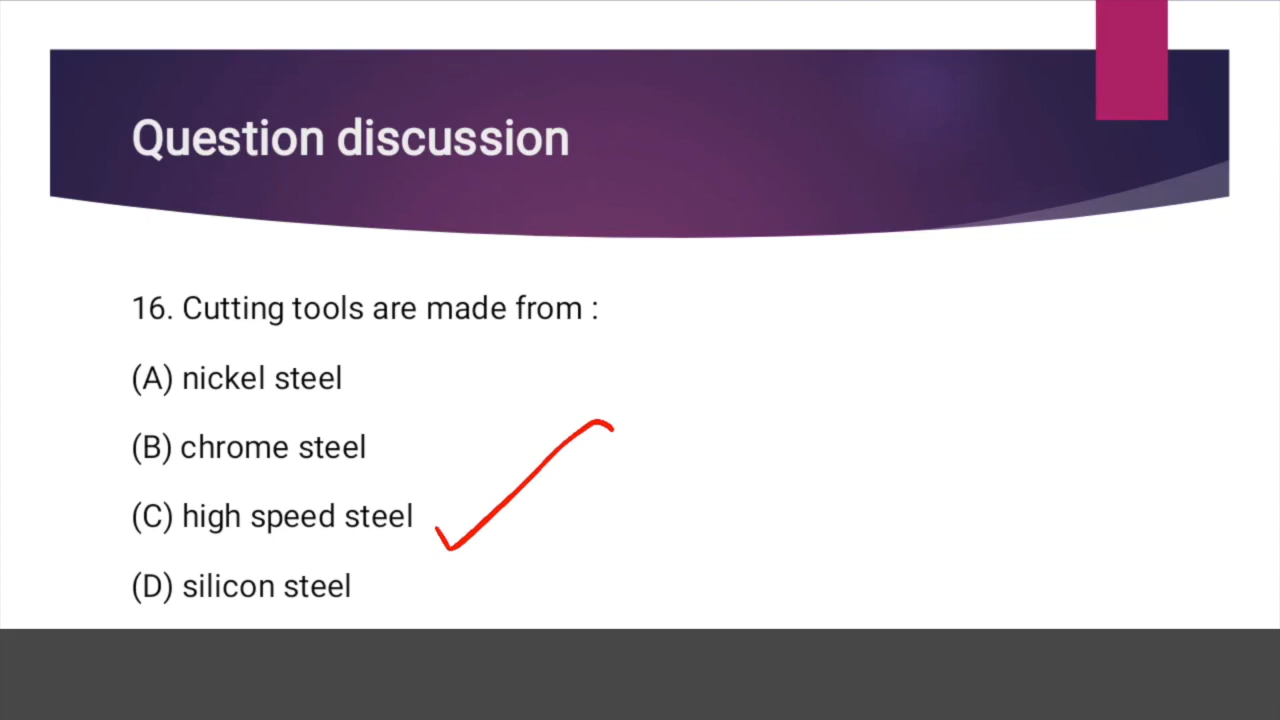 Question discussion
16. Cutting tools are made from :
(A) nickel steel
(B) chrome steel
(C) high speed steel
(D) silicon steel